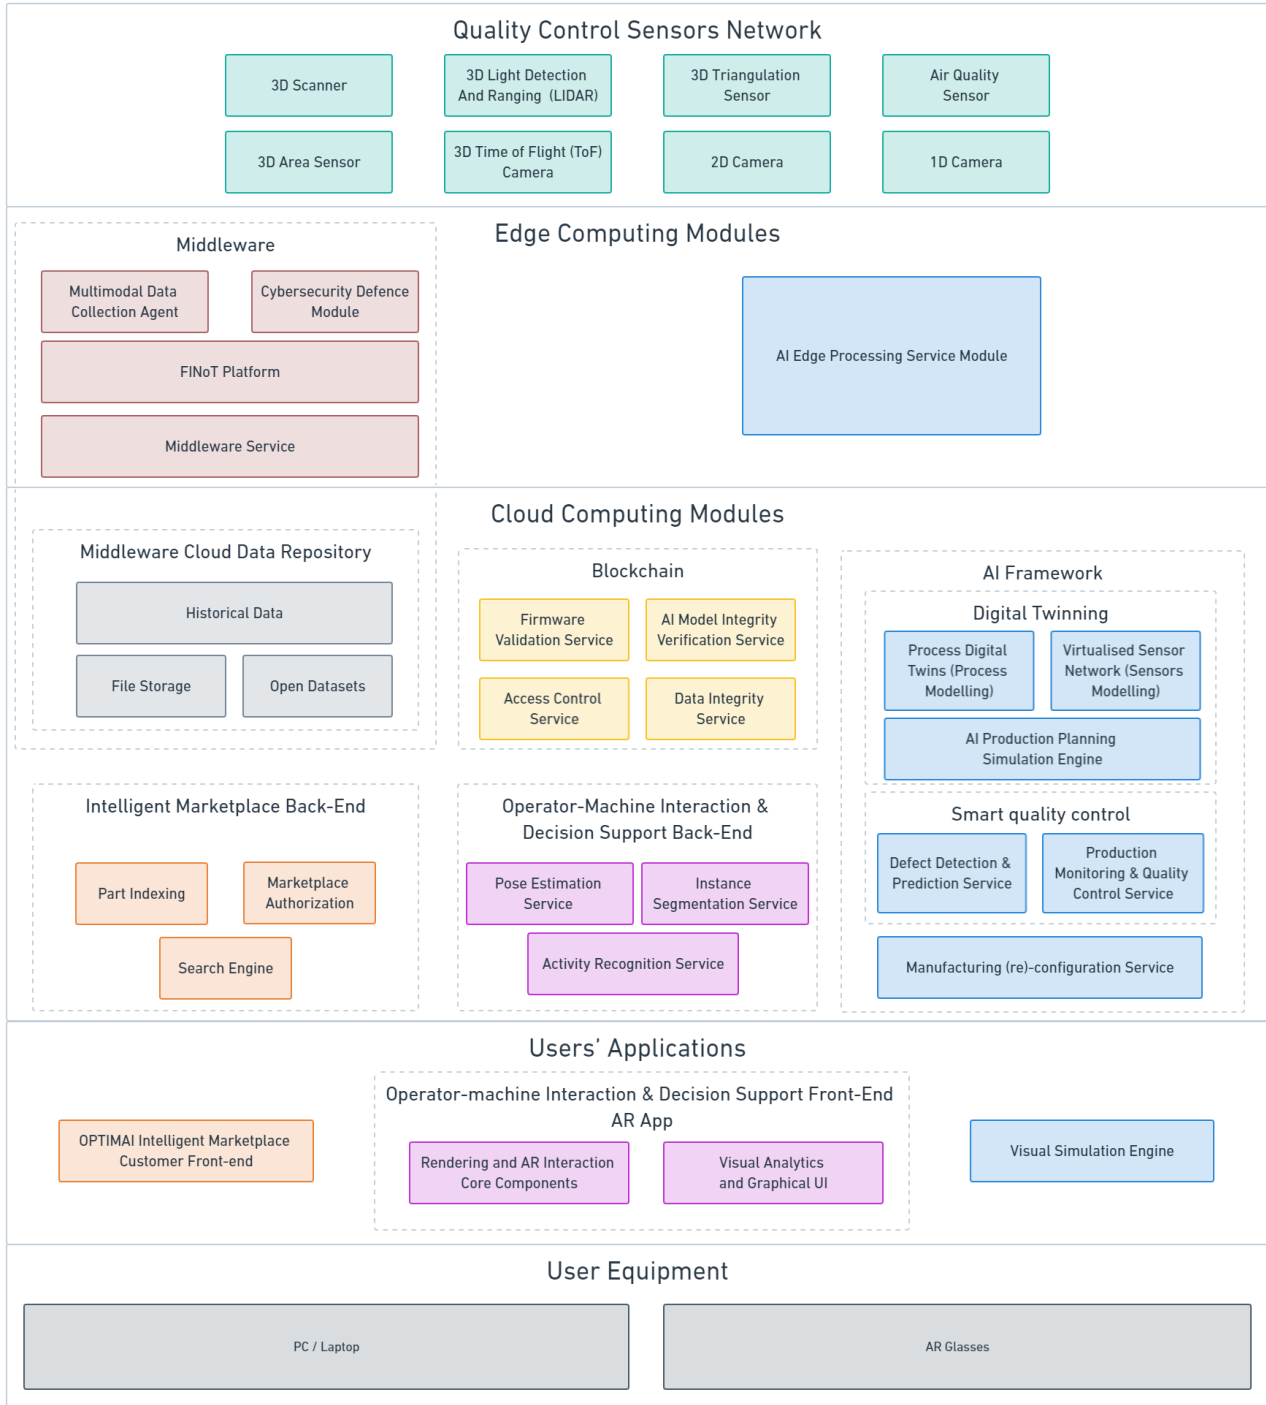 Quality Control Sensors Network
3D Scanner
3D Light Detection
And Ranging (LIDAR)
3D Triangulation
Sensor
Air Quality
Sensor
3D Area Sensor
3D Time of Flight (ToF)
Camera
2D Camera
1D Camera
Edge Computing Modules
Middleware
Multimodal Data
Collection Agent
Cybersecurity Defence
Module
FINoT Platform
Middleware Service
AI Edge Processing Service Module
Cloud Computing Modules
Middleware Cloud Data Repository
Historical Data
File Storage
Open Datasets
Blockchain
Firmware
Validation Service
AI Model Integrity
Verification Service
Access Control
Service
Data Integrity
Service
AI Framework
Digital Twinning
Process Digital
Twins (Process
Modelling)
Virtualised Sensor
Network (Sensors
Modelling)
AI Production Planning
Simulation Engine
Smart quality control
Defect Detection &
Prediction Service
Production
Monitoring & Quality
Control Service
Manufacturing (re)-configuration Service
Intelligent Marketplace Back-End
Part Indexing
Marketplace
Authorization
Search Engine
Operator-Machine Interaction &
Decision Support Back-End
Pose Estimation
Service
Instance
Segmentation Service
Activity Recognition Service
Users’ Applications
OPTIMAI Intelligent Marketplace
Customer Front-end
Operator-machine Interaction & Decision Support Front-End
AR App
Rendering and AR Interaction
Core Components
Visual Analytics
and Graphical UI
Visual Simulation Engine
User Equipment
PC / Laptop
AR Glasses